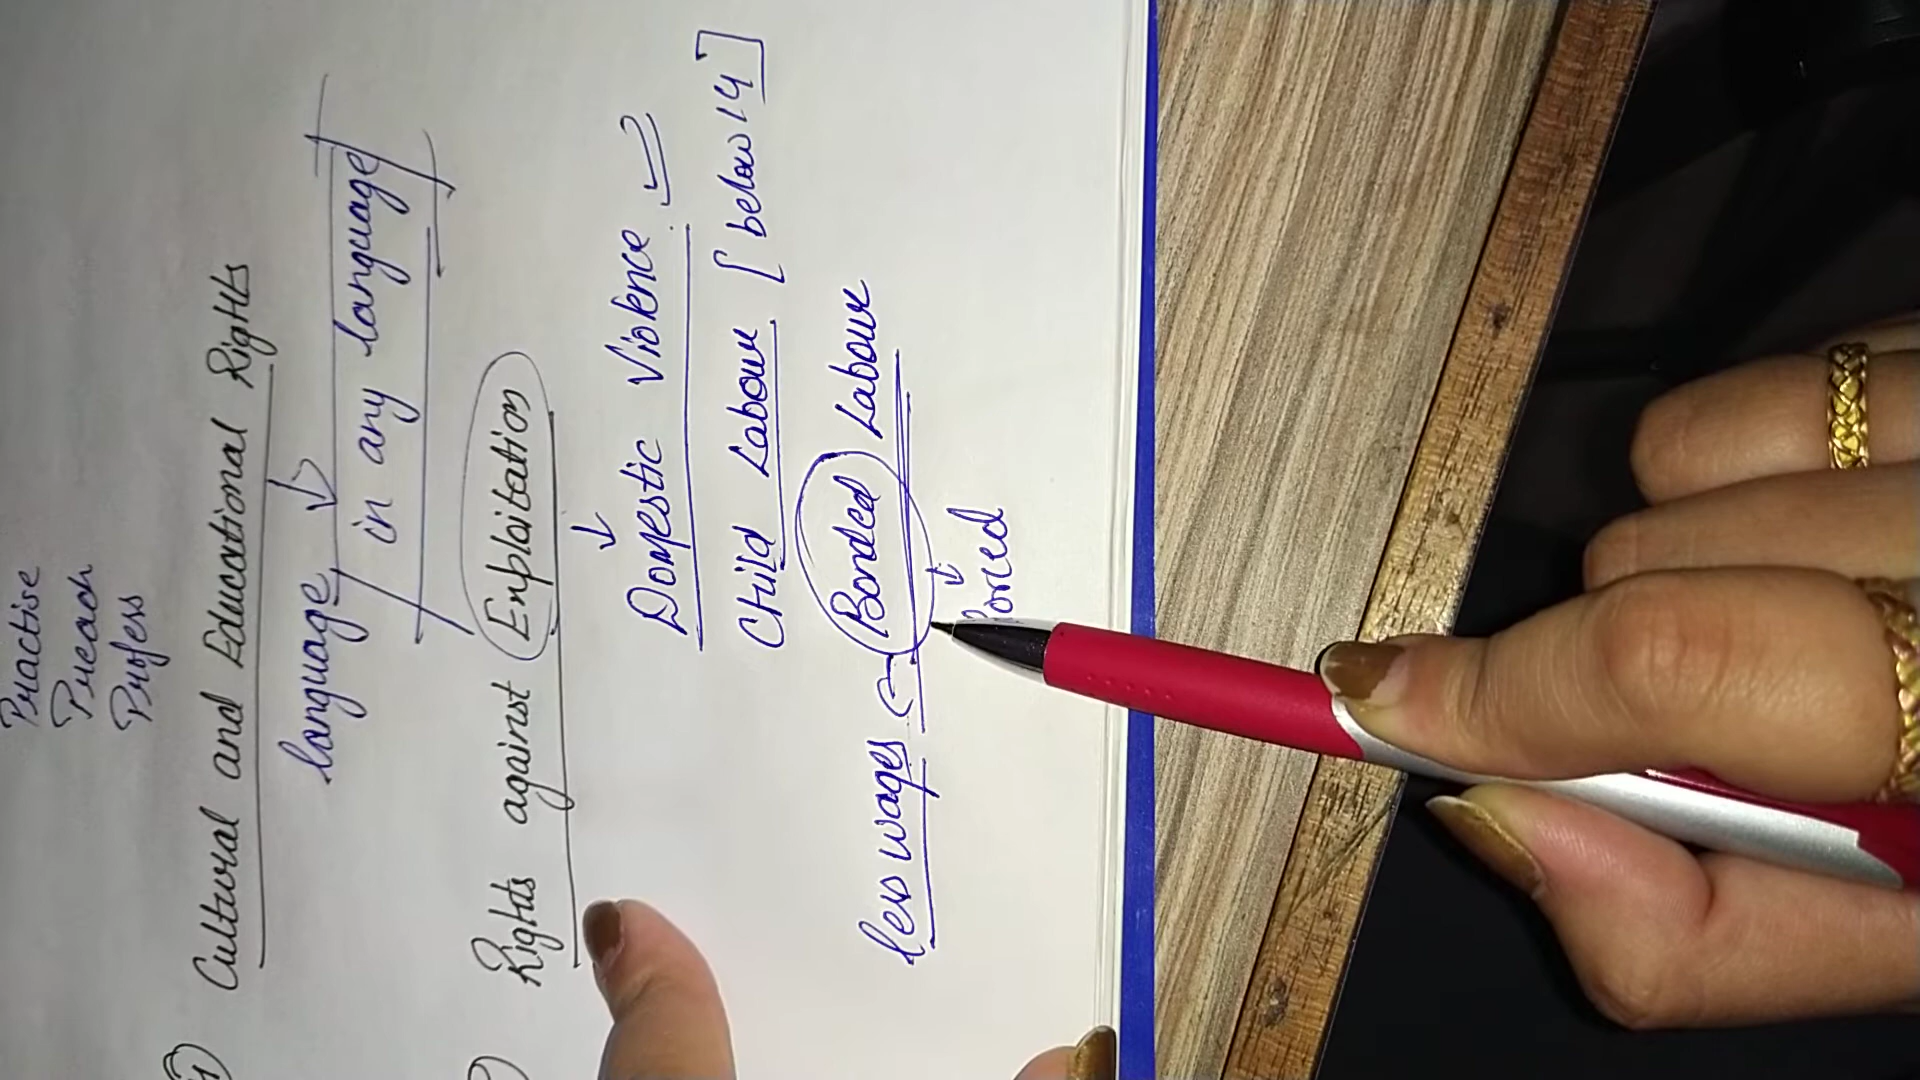 Practise
Preach
Profess
Cultural and Educational Rights
language
in any language
Rights against Enploitation
Domestic Violence
Child Labour [below 14]
Bonded Labour
less wages
forced